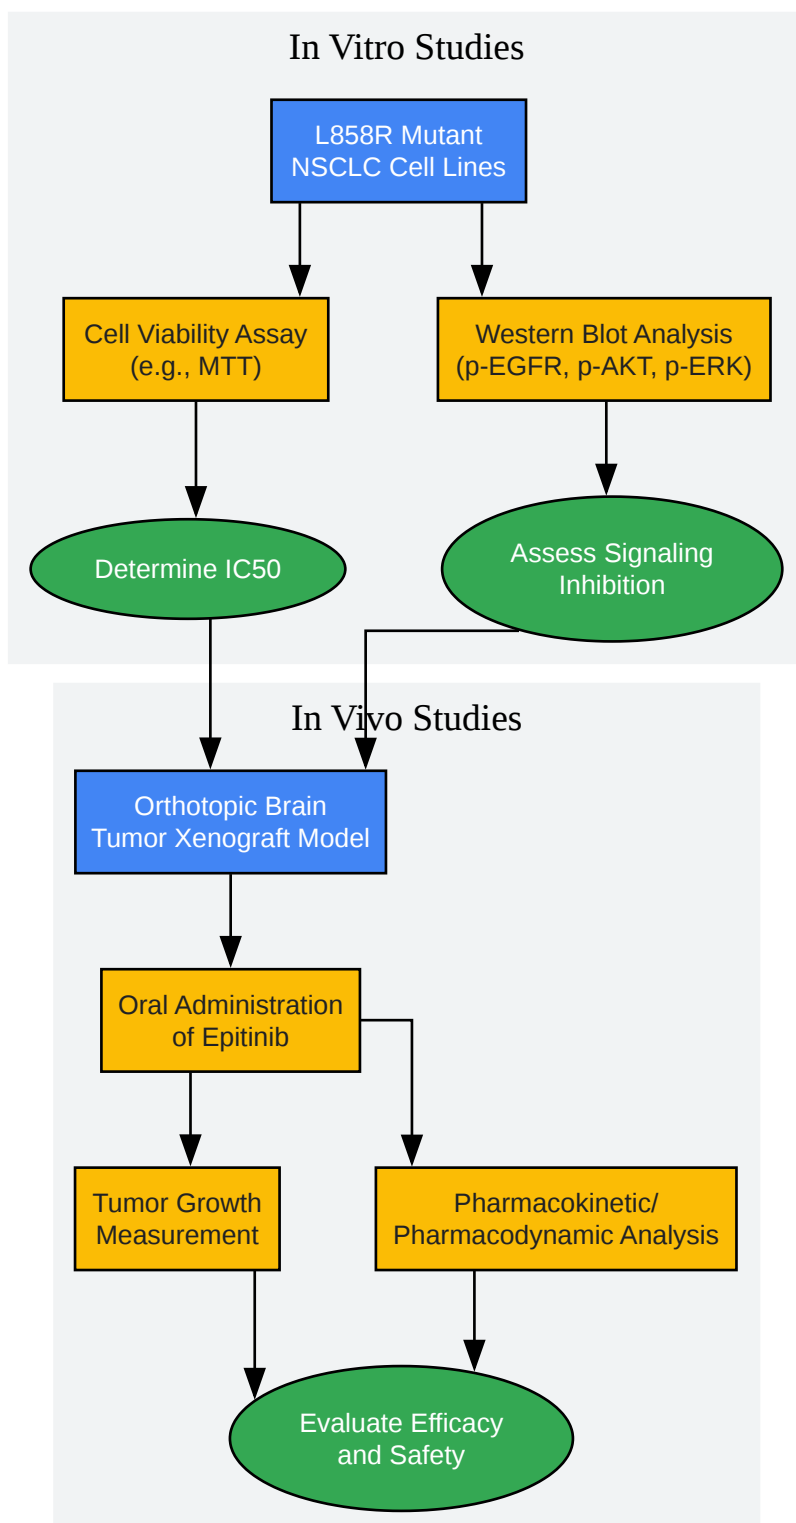 In Vitro Studies
L858R Mutant
NSCLC Cell Lines
Cell Viability Assay
(e.g., MTT)
Western Blot Analysis
(p-EGFR, p-AKT, p-ERK)
Determine IC50
Assess Signaling
Inhibition
In Vivo Studies
Orthotopic Brain
Tumor Xenograft Model
Oral Administration
of Epitinib
Tumor Growth
Measurement
Pharmacokinetic/
Pharmacodynamic Analysis
Evaluate Efficacy
and Safety